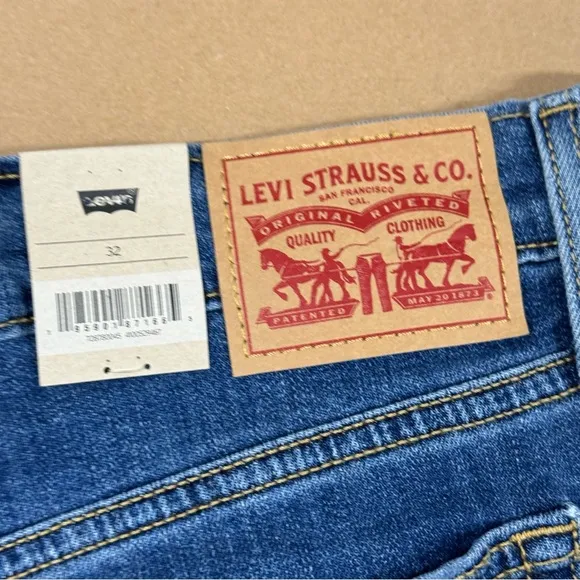 Levi's
32
LEVI STRAUSS & CO.
SAN FRANCISCO
CAL.
ORIGINAL RIVETED
QUALITY CLOTHING
PATENTED
MAY 20 1873
®